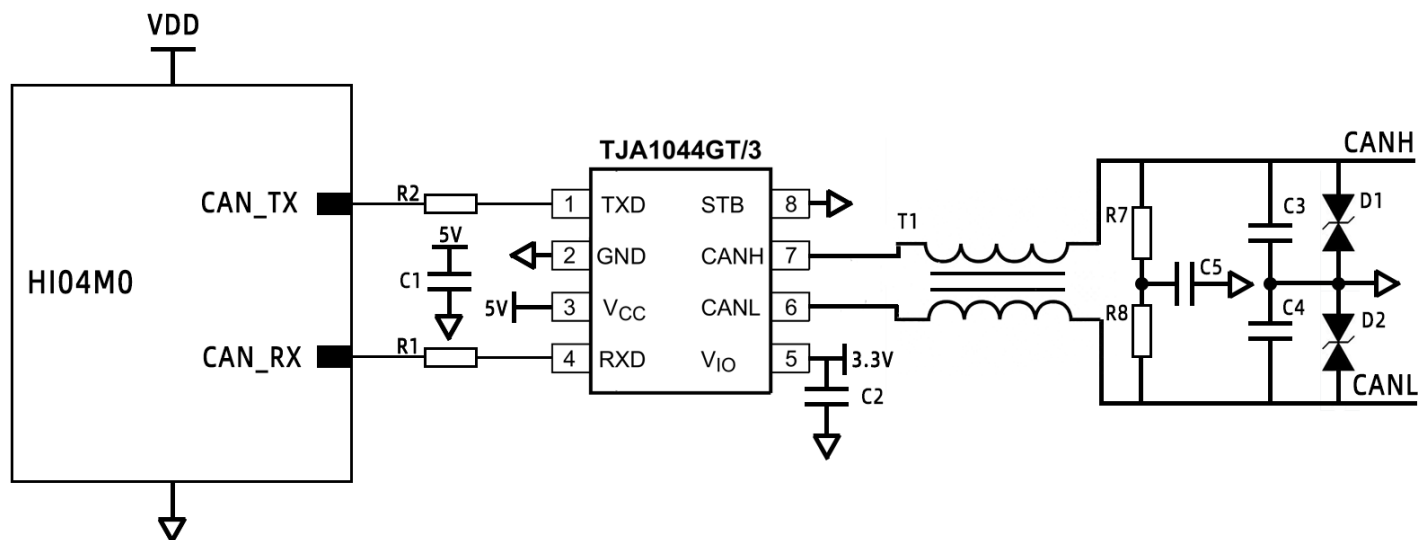 VDD
TJA1044GT/3
CANH
CAN_TX
R2
1
TXD
STB
8
T1
R7
C3
D1
5V
2
GND
CANH
7
C5
HI04M0
C1
5V
3
VCC
CANL
6
R8
C4
D2
CAN_RX
R1
4
RXD
VIO
5
3.3V
C2
CANL